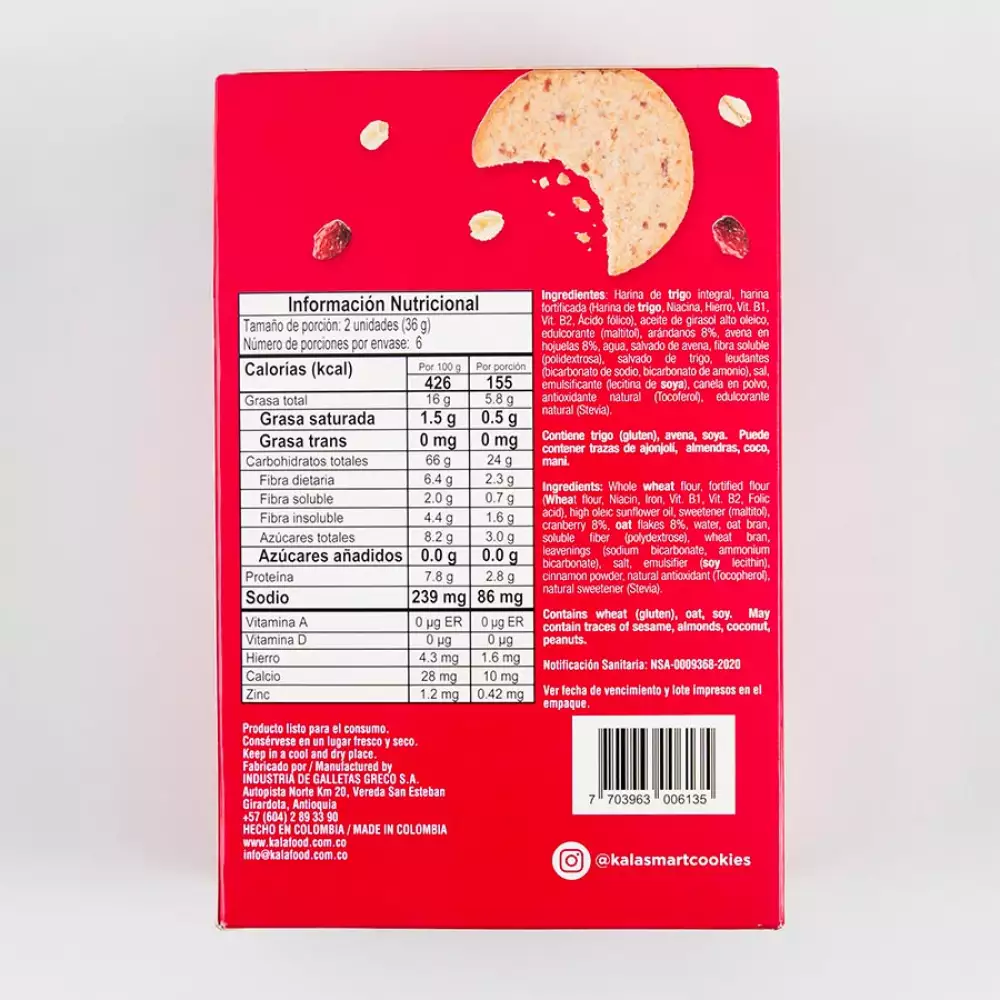 Información Nutricional
Tamaño de porción: 2 unidades (36 g)
Número de porciones por envase: 6
Calorías (kcal) Por 100 g Por porción
426 155
Grasa total 16 g 5.8 g
Grasa saturada 1.5 g 0.5 g
Grasa trans 0 mg 0 mg
Carbohidratos totales 66 g 24 g
Fibra dietaria 6.4 g 2.3 g
Fibra soluble 2.0 g 0.7 g
Fibra insoluble 4.4 g 1.6 g
Azúcares totales 8.2 g 3.0 g
Azúcares añadidos 0.0 g 0.0 g
Proteína 7.8 g 2.8 g
Sodio 239 mg 86 mg
Vitamina A 0 µg ER 0 µg ER
Vitamina D 0 µg 0 µg
Hierro 4.3 mg 1.6 mg
Calcio 28 mg 10 mg
Zinc 1.2 mg 0.42 mg
Producto listo para el consumo.
Consérvese en un lugar fresco y seco.
Keep in a cool and dry place.
Fabricado por / Manufactured by
INDUSTRIA DE GALLETAS GRECO S.A.
Autopista Norte Km 20, Vereda San Esteban
Girardota, Antioquia
+57 (604) 2 89 33 90
HECHO EN COLOMBIA / MADE IN COLOMBIA
www.kalafood.com.co
info@kalafood.com.co
Ingredientes: Harina de trigo integral, harina
fortificada (Harina de trigo, Niacina, Hierro, Vit. B1,
Vit. B2, Ácido fólico), aceite de girasol alto oleico,
edulcorante (maltitol), arándanos 8%, avena en
hojuelas 8%, agua, salvado de avena, fibra soluble
(polidextrosa), salvado de trigo, leudantes
(bicarbonato de sodio, bicarbonato de amonio), sal,
emulsificante (lecitina de soya), canela en polvo,
antioxidante natural (Tocoferol), edulcorante
natural (Stevia).
Contiene trigo (gluten), avena, soya. Puede
contener trazas de ajonjolí, almendras, coco,
maní.
Ingredients: Whole wheat flour, fortified flour
(Wheat flour, Niacin, Iron, Vit. B1, Vit. B2, Folic
acid), high oleic sunflower oil, sweetener (maltitol),
cranberry 8%, oat flakes 8%, water, oat bran,
soluble fiber (polydextrose), wheat bran,
leavenings (sodium bicarbonate, ammonium
bicarbonate), salt, emulsifier (soy lecithin),
cinnamon powder, natural antioxidant (Tocopherol),
natural sweetener (Stevia).
Contains wheat (gluten), oat, soy. May
contain traces of sesame, almonds, coconut,
peanuts.
Notificación Sanitaria: NSA-0009368-2020
Ver fecha de vencimiento y lote impresos en el
empaque.
7 703963 006135
@kalasmartcookies